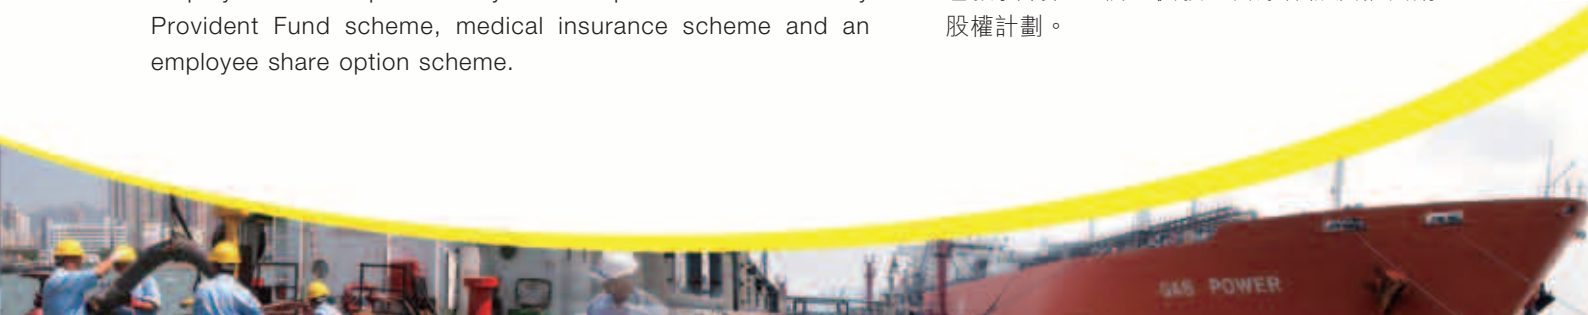 Provident Fund scheme, medical insurance scheme and an
employee share option scheme.
股權計劃。
GAS POWER